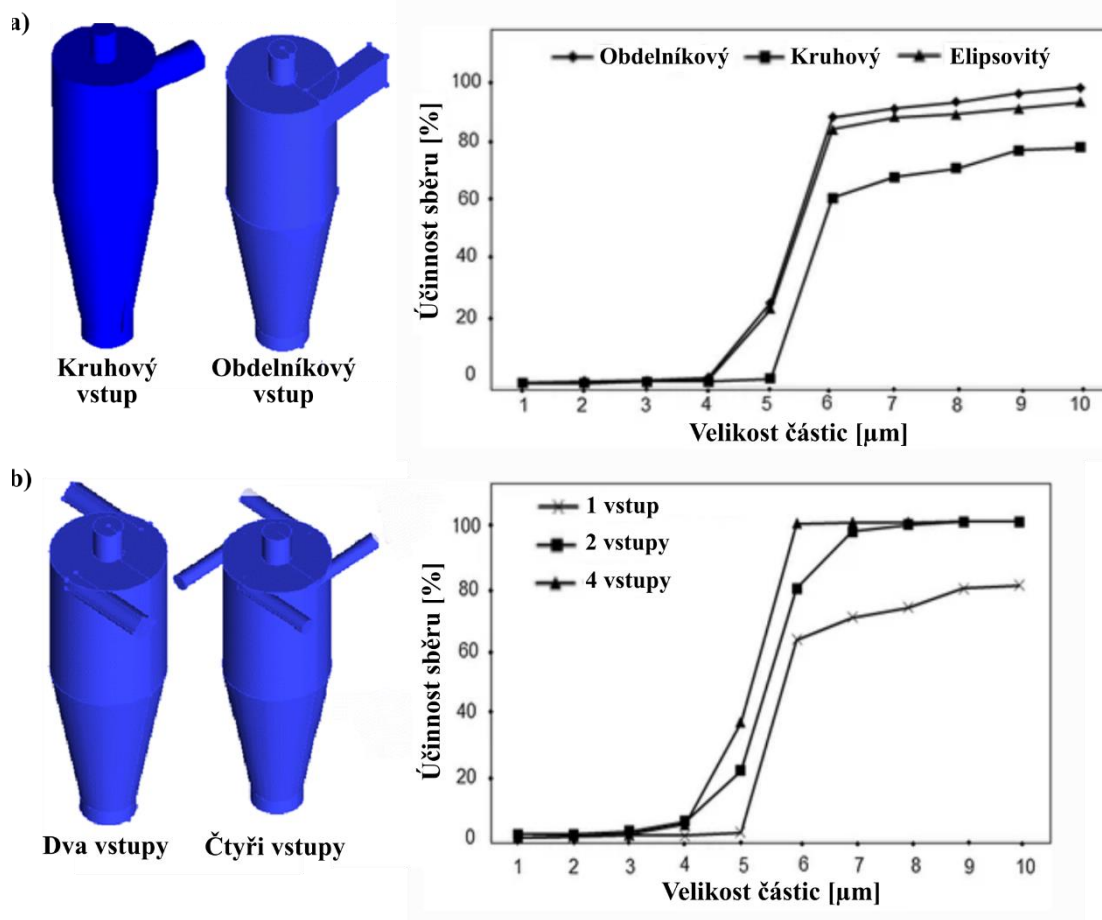 a)
Kruhový
vstup
Obdelníkový
vstup
Obdelníkový Kruhový Elipsovitý
Účinnost sběru [%]
100
80
60
40
20
0
1 2 3 4 5 6 7 8 9 10
Velikost částic [µm]
b)
Dva vstupy
Čtyři vstupy
1 vstup
2 vstupy
4 vstupy
Účinnost sběru [%]
100
80
60
40
20
0
1 2 3 4 5 6 7 8 9 10
Velikost částic [µm]